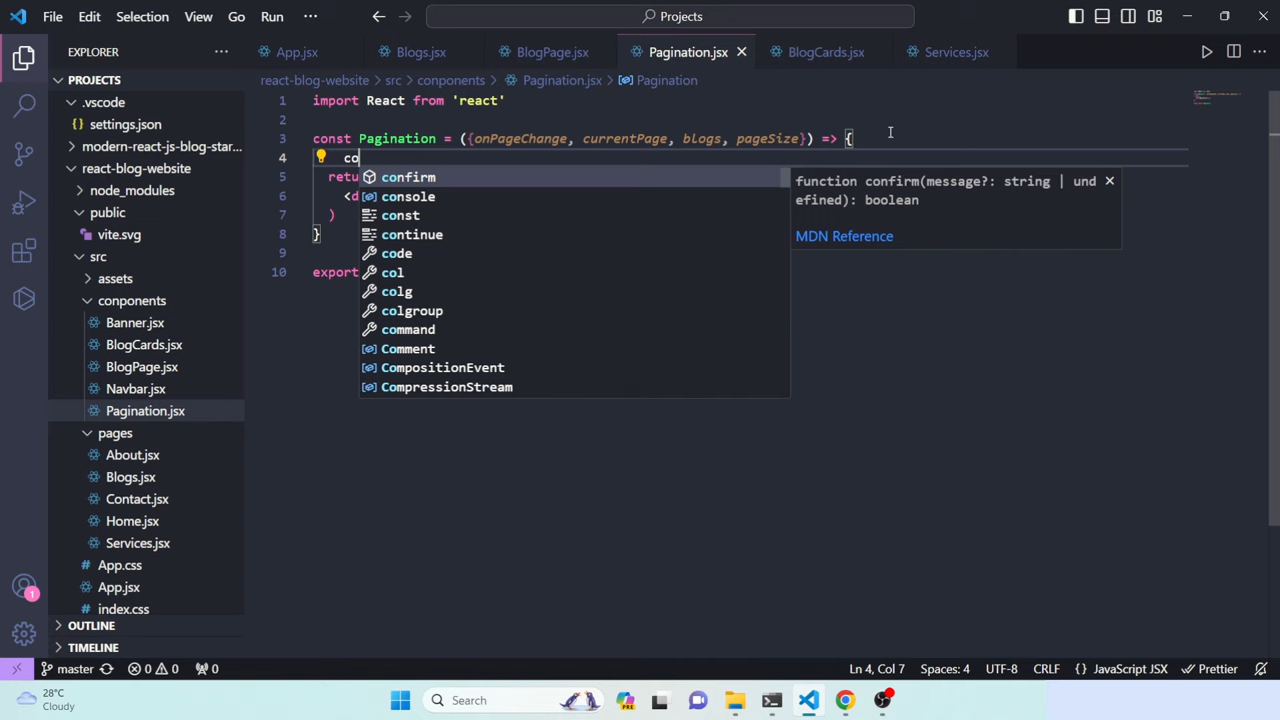 File Edit Selection View Go Run ··· Projects
EXPLORER ···
App.jsx Blogs.jsx BlogPage.jsx Pagination.jsx BlogCards.jsx Services.jsx
PROJECTS
react-blog-website > src > conponents > Pagination.jsx > Pagination
.vscode
settings.json
modern-react-js-blog-star...
react-blog-website
node_modules
public
vite.svg
src
assets
conponents
Banner.jsx
BlogCards.jsx
BlogPage.jsx
Navbar.jsx
Pagination.jsx
pages
About.jsx
Blogs.jsx
Contact.jsx
Home.jsx
Services.jsx
App.css
App.jsx
index.css
OUTLINE
TIMELINE
1 import React from 'react'
2
3 const Pagination = ({onPageChange, currentPage, blogs, pageSize}) => {
4 co
5 retu
6 <d
7 )
8 }
9
10 export
confirm
console
const
continue
code
col
colg
colgroup
command
Comment
CompositionEvent
CompressionStream
function confirm(message?: string | und
efined): boolean
MDN Reference
1
master 0 0 0 Ln 4, Col 7 Spaces: 4 UTF-8 CRLF {} JavaScript JSX Prettier
28°C
Cloudy
Search
PRE